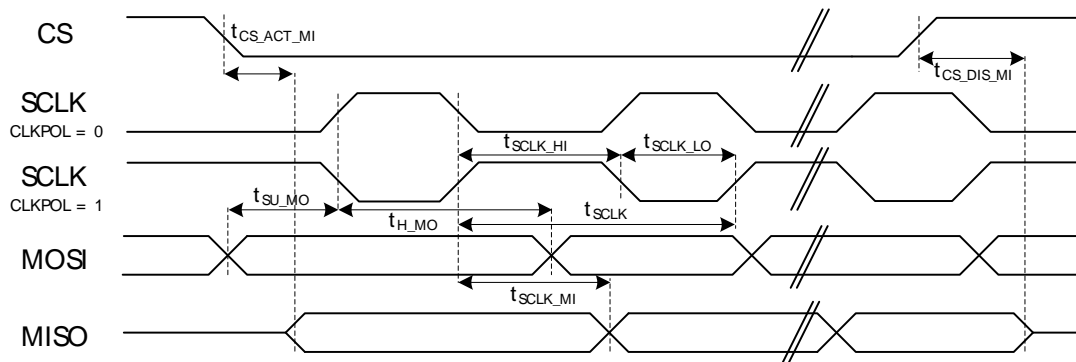 CS
tCS_ACT_MI
tCS_DIS_MI
SCLK
CLKPOL = 0
tSCLK_HI
tSCLK_LO
SCLK
CLKPOL = 1
tSU_MO
tH_MO
tSCLK
MOSI
tSCLK_MI
MISO